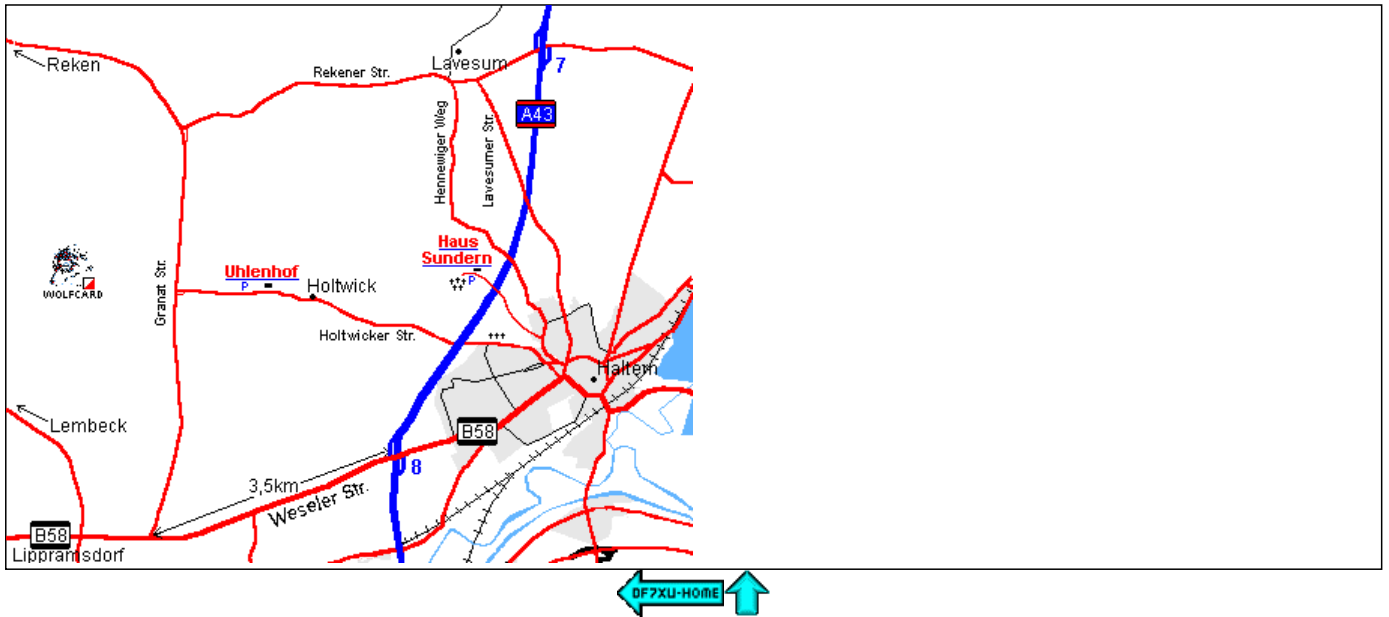 Reken
Rekener Str.
Lavesum
7
A43
Hennewiger Weg
Lavesumer Str.
Granat Str.
WOLFCARD
Uhlenhof
P
Holtwick
Haus
Sundern
P
Holtwicker Str.
Haltern
Lembeck
B58
8
3,5km
Weseler Str.
B58
Lippramsdorf
DF7XU-HOME